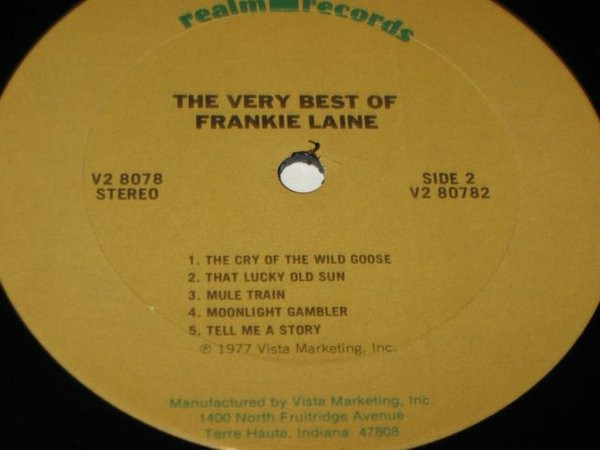 realm records
THE VERY BEST OF
FRANKIE LAINE
V2 8078
STEREO
SIDE 2
V2 80782
1. THE CRY OF THE WILD GOOSE
2. THAT LUCKY OLD SUN
3. MULE TRAIN
4. MOONLIGHT GAMBLER
5. TELL ME A STORY
℗ 1977 Vista Marketing, Inc.
Manufactured by Vista Marketing, Inc.
1400 North Fruitridge Avenue
Terre Haute, Indiana 47808